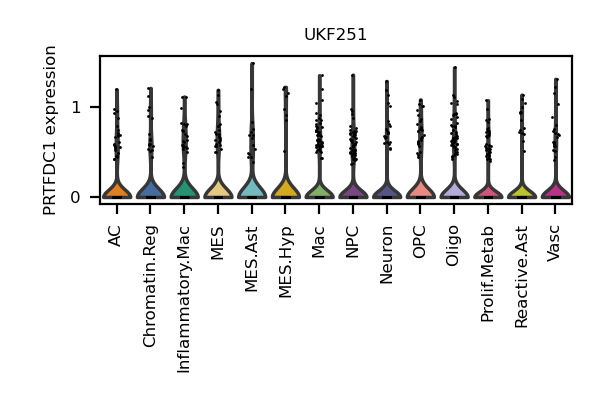 UKF251
PRTFDC1 expression
1
0
AC
Chromatin.Reg
Inflammatory.Mac
MES
MES.Ast
MES.Hyp
Mac
NPC
Neuron
OPC
Oligo
Prolif.Metab
Reactive.Ast
Vasc